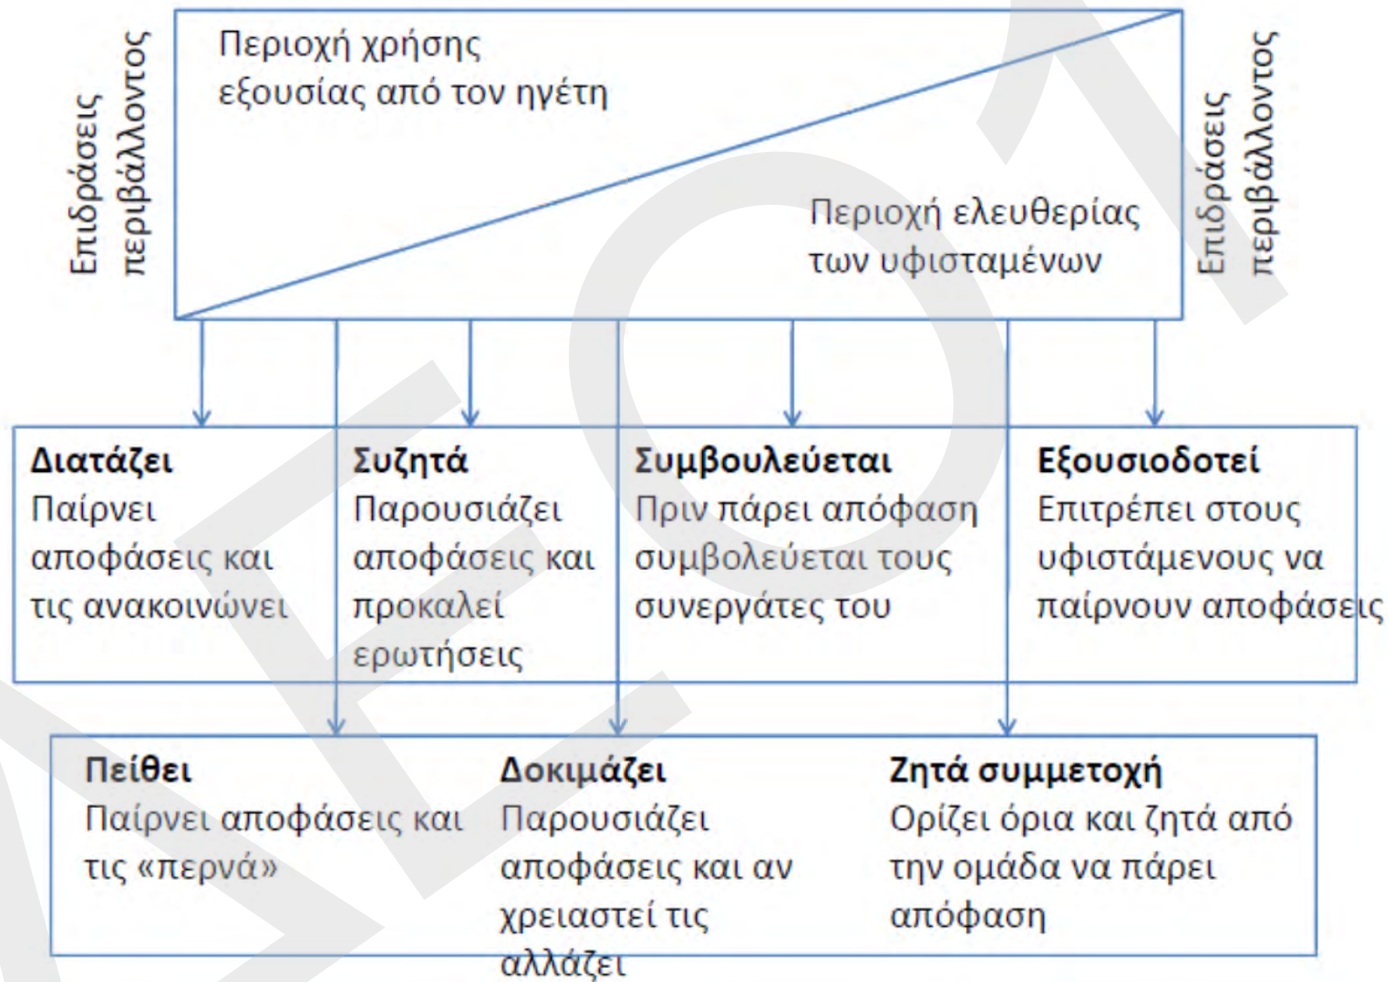 Επιδράσεις
περιβάλλοντος
Περιοχή χρήσης
εξουσίας από τον ηγέτη
Περιοχή ελευθερίας
των υφισταμένων
Επιδράσεις
περιβάλλοντος
Διατάζει
Παίρνει
αποφάσεις και
τις ανακοινώνει
Συζητά
Παρουσιάζει
αποφάσεις και
προκαλεί
ερωτήσεις
Συμβουλεύεται
Πριν πάρει απόφαση
συμβολεύεται τους
συνεργάτες του
Εξουσιοδοτεί
Επιτρέπει στους
υφιστάμενους να
παίρνουν αποφάσεις
Πείθει
Παίρνει αποφάσεις και
τις «περνά»
Δοκιμάζει
Παρουσιάζει
αποφάσεις και αν
χρειαστεί τις
αλλάζει
Ζητά συμμετοχή
Ορίζει όρια και ζητά από
την ομάδα να πάρει
απόφαση